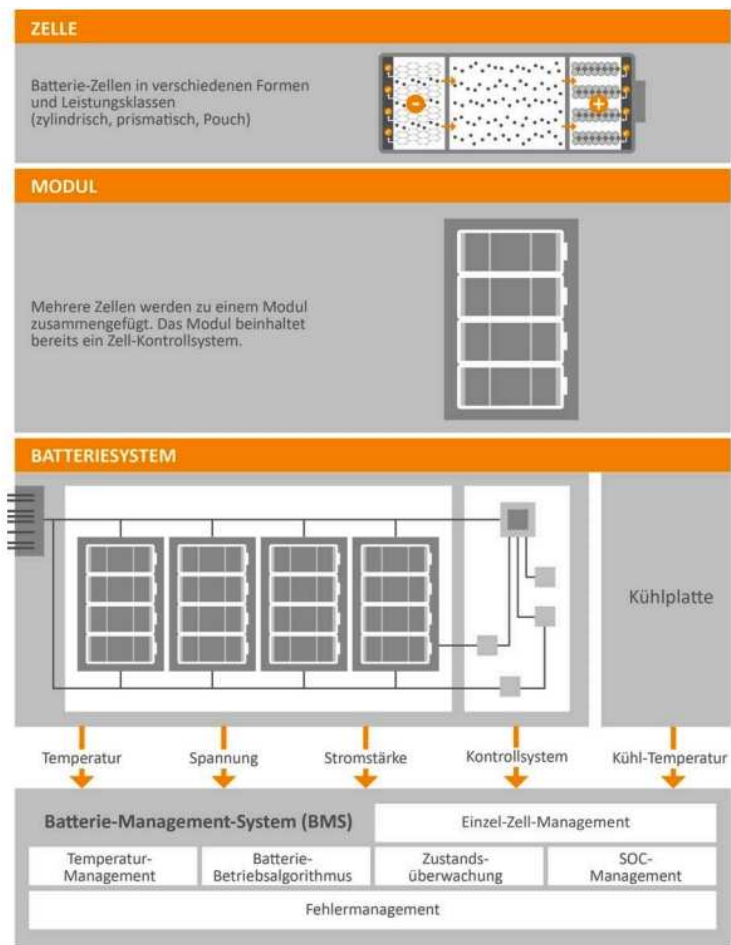 ZELLE
Batterie-Zellen in verschiedenen Formen
und Leistungsklassen
(zylindrisch, prismatisch, Pouch)
-
+
MODUL
Mehrere Zellen werden zu einem Modul
zusammengefügt. Das Modul beinhaltet
bereits ein Zell-Kontrollsystem.
BATTERIESYSTEM
Kühlplatte
Temperatur
Spannung
Stromstärke
Kontrollsystem
Kühl-Temperatur
Batterie-Management-System (BMS)
Einzel-Zell-Management
Temperatur-
Management
Batterie-
Betriebsalgorithmus
Zustands-
überwachung
SOC-
Management
Fehlermanagement